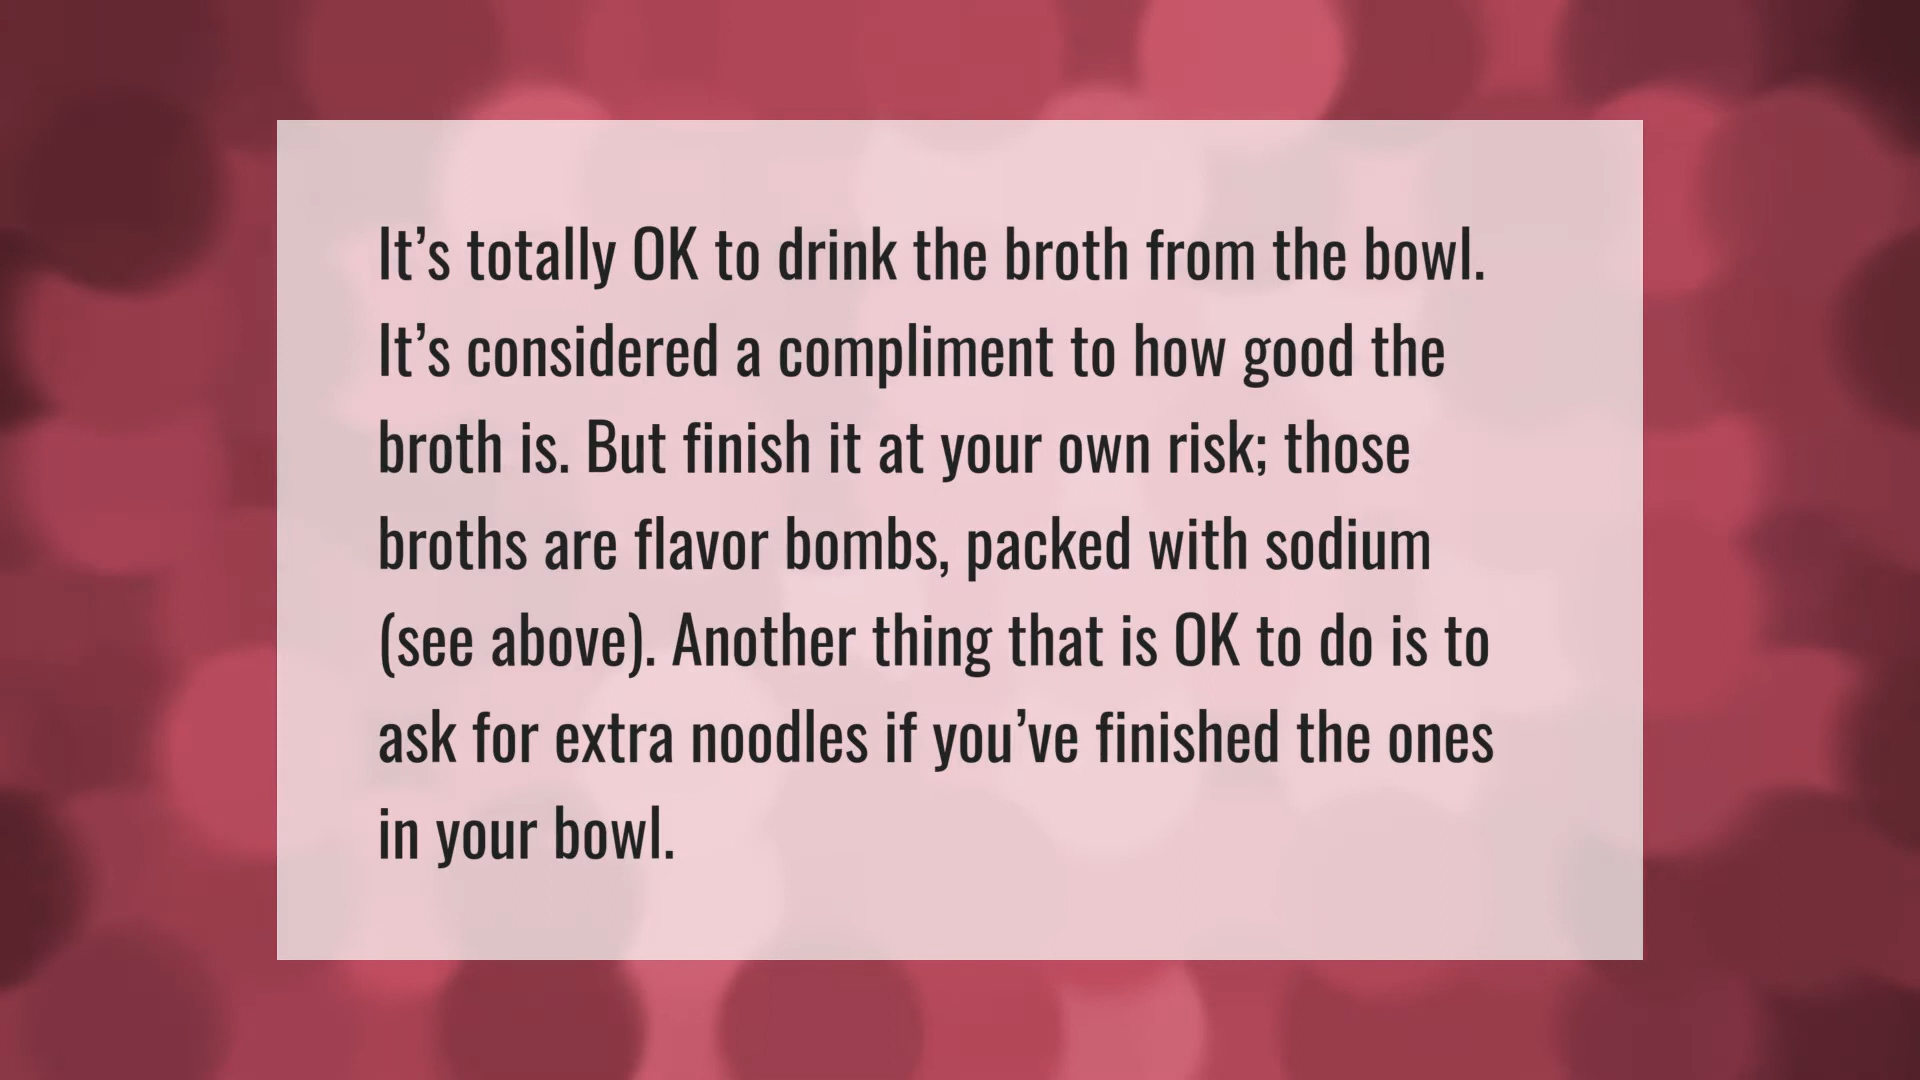 It’s totally OK to drink the broth from the bowl.
It’s considered a compliment to how good the
broth is. But finish it at your own risk; those
broths are flavor bombs, packed with sodium
(see above). Another thing that is OK to do is to
ask for extra noodles if you’ve finished the ones
in your bowl.